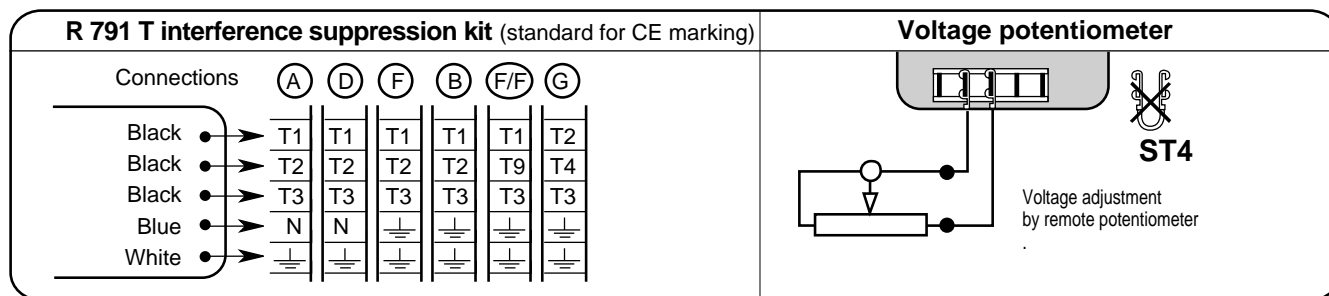 R 791 T interference suppression kit (standard for CE marking)
Voltage potentiometer
Connections A D F B F/F G
Black T1 T1 T1 T1 T1 T2
Black T2 T2 T2 T2 T9 T4
Black T3 T3 T3 T3 T3 T3
Blue N N
White
ST4
Voltage adjustment
by remote potentiometer
.